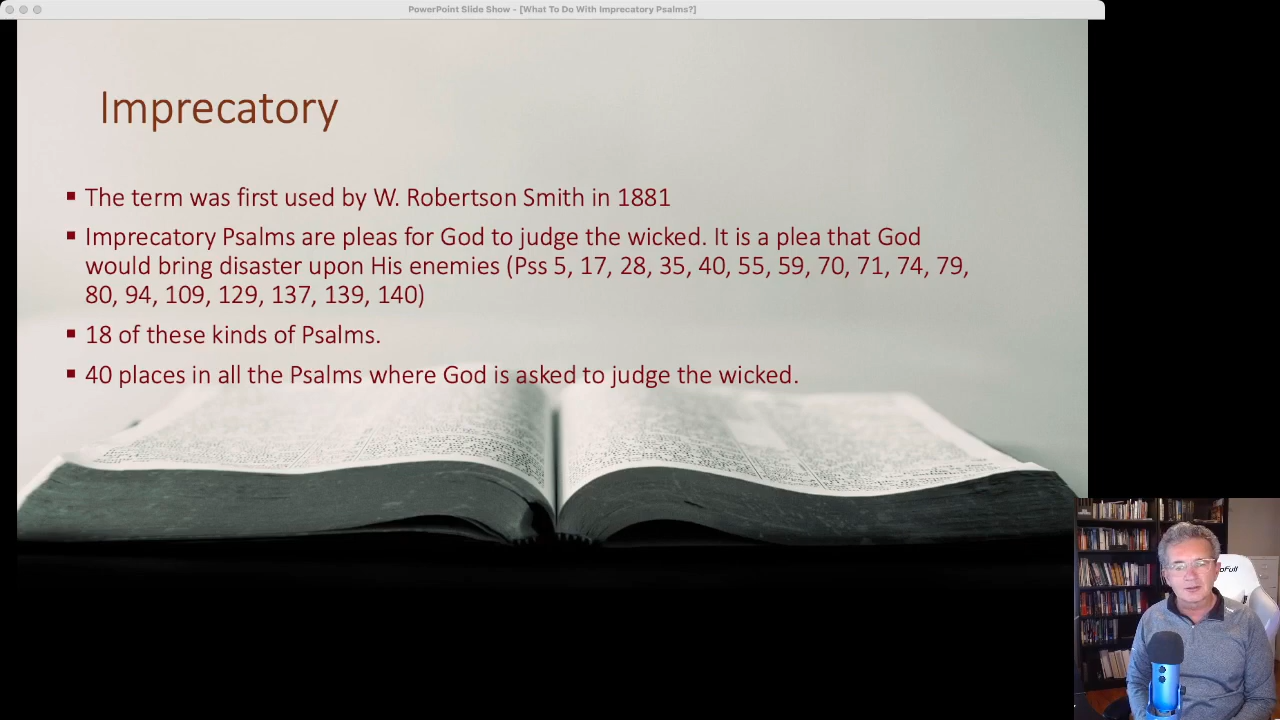 PowerPoint Slide Show - [What To Do With Imprecatory Psalms?]
Imprecatory
▪ The term was first used by W. Robertson Smith in 1881
▪ Imprecatory Psalms are pleas for God to judge the wicked. It is a plea that God
would bring disaster upon His enemies (Pss 5, 17, 28, 35, 40, 55, 59, 70, 71, 74, 79,
80, 94, 109, 129, 137, 139, 140)
▪ 18 of these kinds of Psalms.
▪ 40 places in all the Psalms where God is asked to judge the wicked.